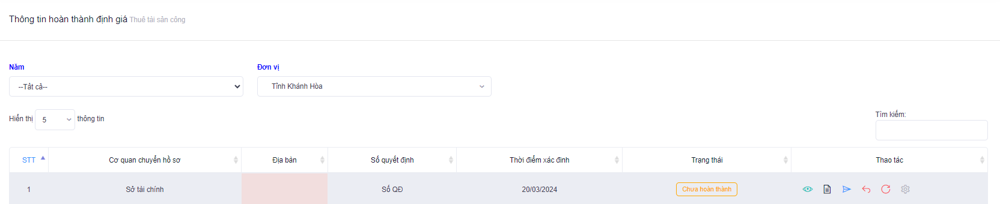 Thông tin hoàn thành định giá Thuê tài sản công
Năm Đơn vị
--Tất cả-- Tỉnh Khánh Hòa
Hiển thị 5 thông tin Tìm kiếm:
STT Cơ quan chuyển hồ sơ Địa bàn Số quyết định Thời điểm xác đinh Trạng thái Thao tác
1 Sở tài chính Số QĐ 20/03/2024 Chưa hoàn thành